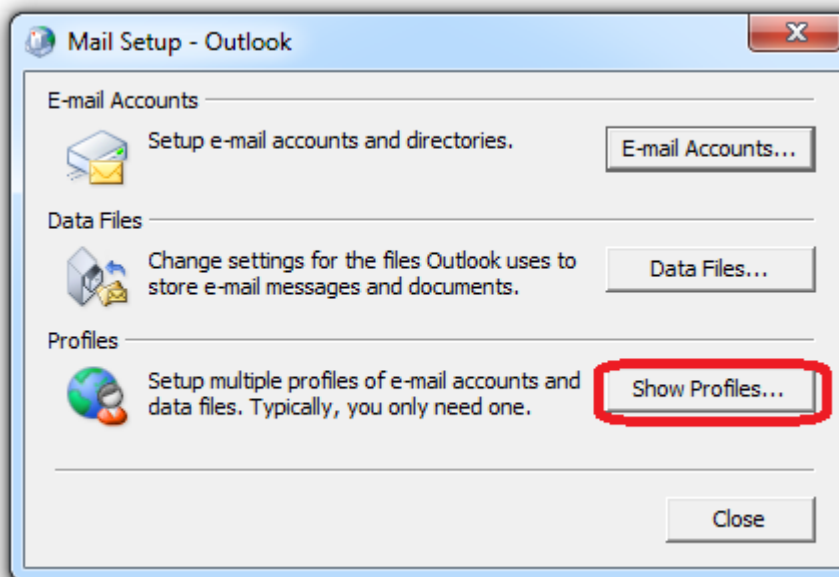 Mail Setup - Outlook
E-mail Accounts
Setup e-mail accounts and directories.
E-mail Accounts...
Data Files
Change settings for the files Outlook uses to
store e-mail messages and documents.
Data Files...
Profiles
Setup multiple profiles of e-mail accounts and
data files. Typically, you only need one.
Show Profiles...
Close